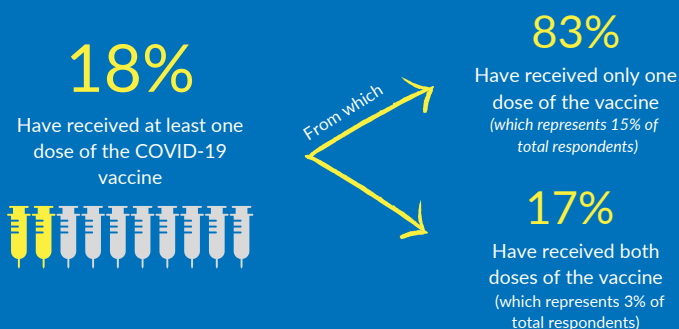 18%
Have received at least one
dose of the COVID-19
vaccine
From which
83%
Have received only one
dose of the vaccine
(which represents 15% of
total respondents)
17%
Have received both
doses of the vaccine
(which represents 3% of
total respondents)